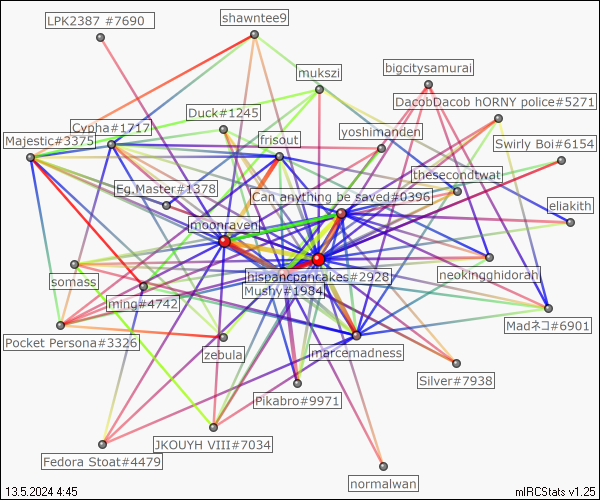 LPK2387 #7690
shawntee9
mukszi
bigcitysamurai
DacobDacob hORNY police#5271
Duck#1245
Cypha#1717
Majestic#3375
frisout
yoshimanden
Swirly Boi#6154
thesecondtwat
Eg.Master#1378
Can anything be saved#0396
eliakith
moonraven
somass
hispancpancakes#2928
neokingghidorah
Mushy#1984
ming#4742
Madネコ#6901
Pocket Persona#3326
zebula
marcemadness
Silver#7938
Pikabro#9971
JKOUYH VIII#7034
Fedora Stoat#4479
normalwan
13.5.2024 4:45
mIRCStats v1.25